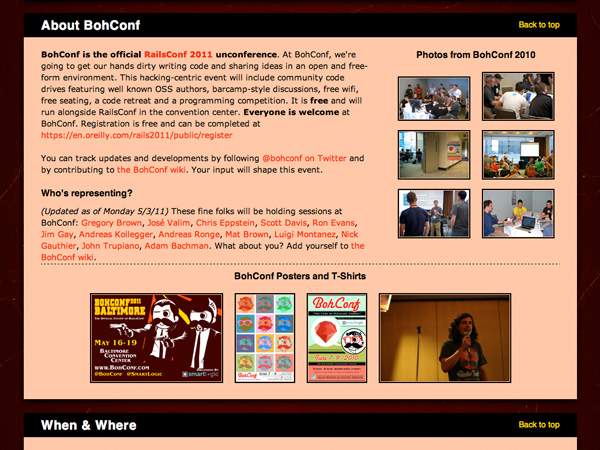 About BohConf
Back to top
BohConf is the official RailsConf 2011 unconference. At BohConf, we're
going to get our hands dirty writing code and sharing ideas in an open and free-
form environment. This hacking-centric event will include community code
drives featuring well known OSS authors, barcamp-style discussions, free wifi,
free seating, a code retreat and a programming competition. It is free and will
run alongside RailsConf in the convention center. Everyone is welcome at
BohConf. Registration is free and can be completed at
https://en.oreilly.com/rails2011/public/register
You can track updates and developments by following @bohconf on Twitter and
by contributing to the BohConf wiki. Your input will shape this event.
Who's representing?
(Updated as of Monday 5/3/11) These fine folks will be holding sessions at
BohConf: Gregory Brown, José Valim, Chris Eppstein, Scott Davis, Ron Evans,
Jim Gay, Andreas Kollegger, Andreas Ronge, Mat Brown, Luigi Montanez, Nick
Gauthier, John Trupiano, Adam Bachman. What about you? Add yourself to the
BohConf wiki.
Photos from BohConf 2010
BohConf Posters and T-Shirts
BOHCONF2011
BALTIMORE
MAY 16-19
BALTIMORE
CONVENTION
CENTER
WWW.BOHCONF.COM
@BOHCONF @SMARTLOGIC
smartlogic
BohConf
June 7-9, 2010
When & Where
Back to top